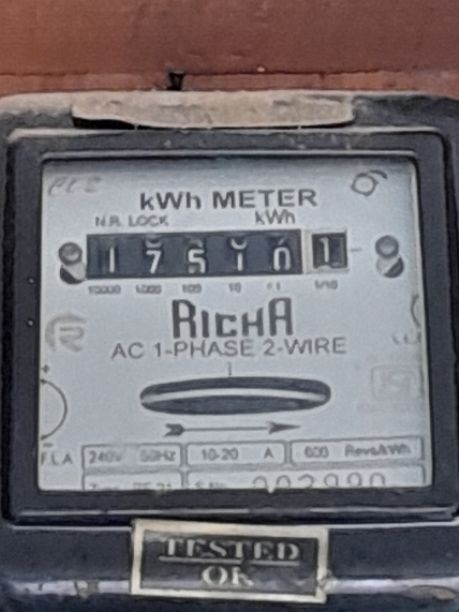 kWh METER
N.R. LOCK kWh
1 7 5 1 0 1
10000 1000 100 10 1 1/10
RICHA
AC 1-PHASE 2-WIRE
240V 50Hz 10-20 A 600 Revs/kWh
TESTED
OK